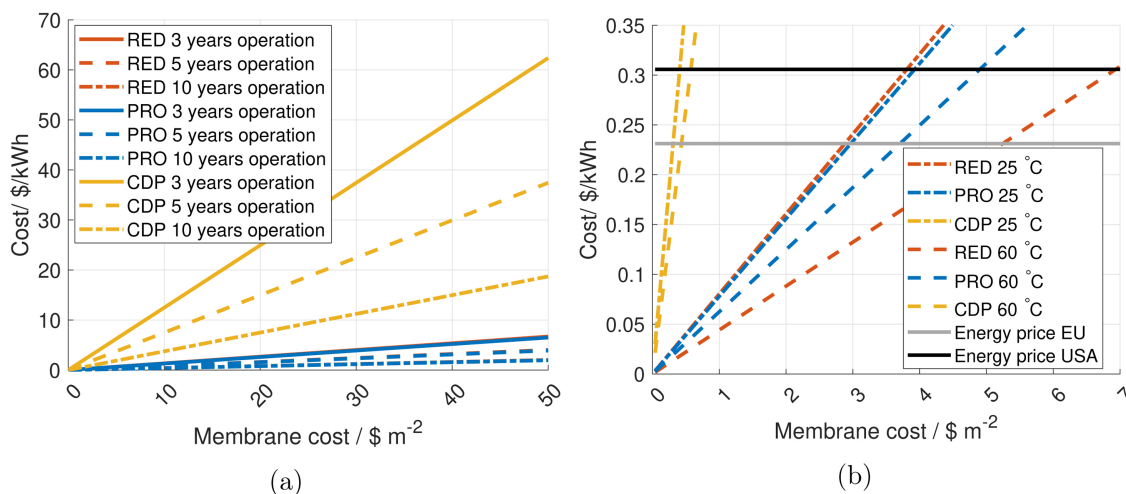 70
60
50
40
30
20
10
0
Cost/ $/kWh
RED 3 years operation
RED 5 years operation
RED 10 years operation
PRO 3 years operation
PRO 5 years operation
PRO 10 years operation
CDP 3 years operation
CDP 5 years operation
CDP 10 years operation
0
10
20
30
40
50
Membrane cost / $ m-2
(a)
0.35
0.3
0.25
0.2
0.15
0.1
0.05
0
Cost/ $/kWh
RED 25 °C
PRO 25 °C
CDP 25 °C
RED 60 °C
PRO 60 °C
CDP 60 °C
Energy price EU
Energy price USA
0
1
2
3
4
5
6
7
Membrane cost / $ m-2
(b)